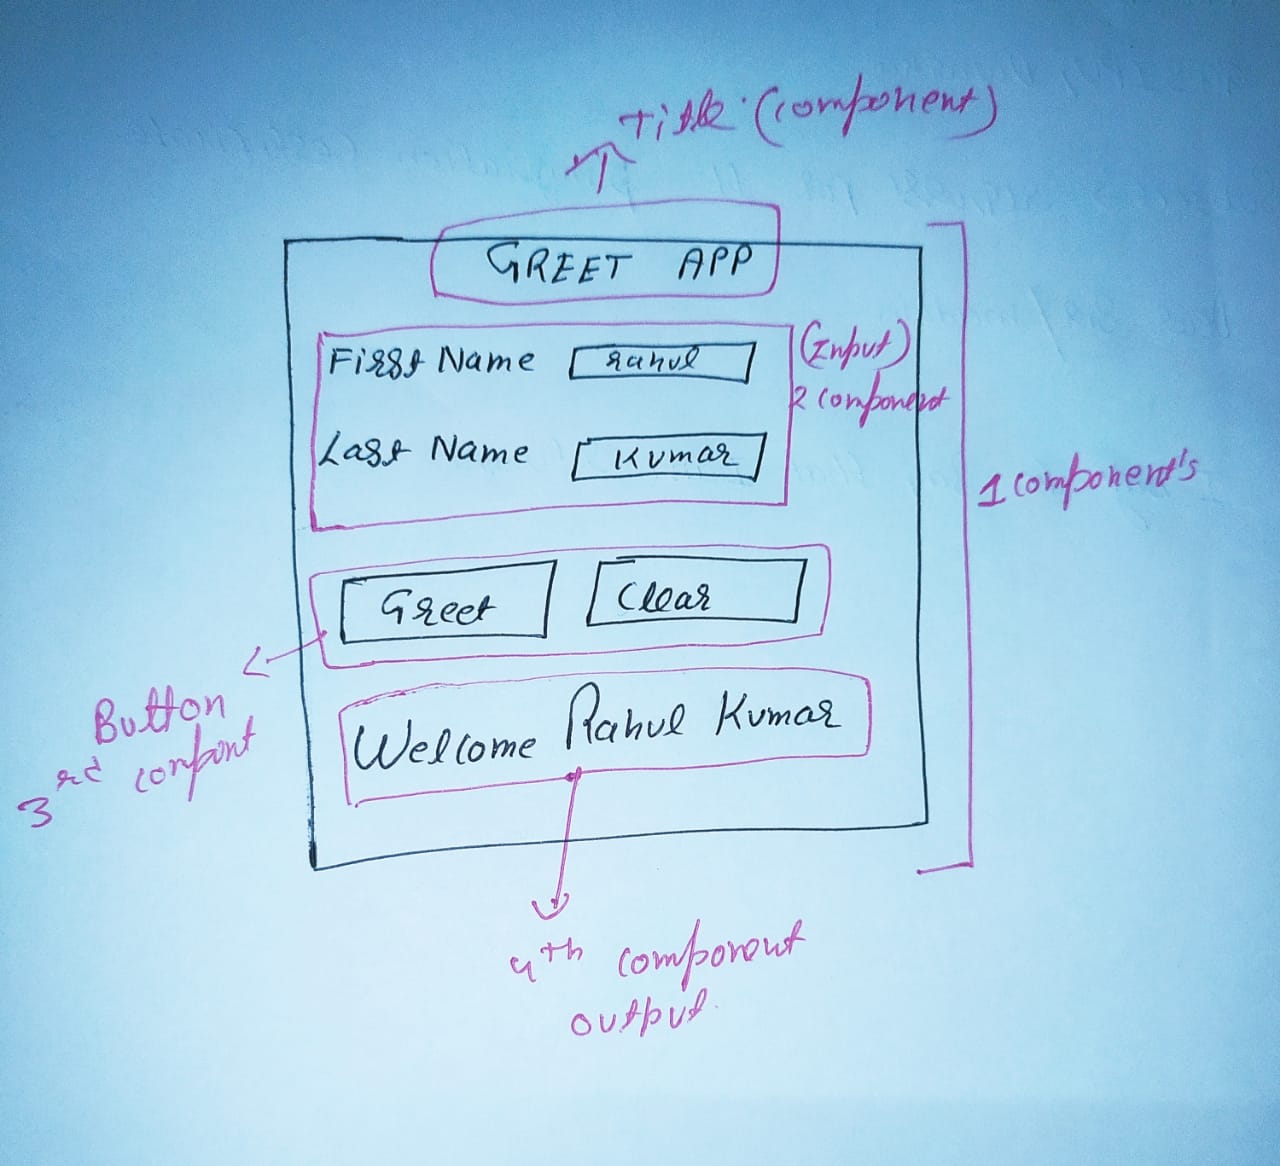 Title (component)
GREET APP
First Name Rahul
(Input)
2 component
Last Name Kumar
1 component's
Greet Clear
Button
3rd compont
Welcome Rahul Kumar
4th component
output.